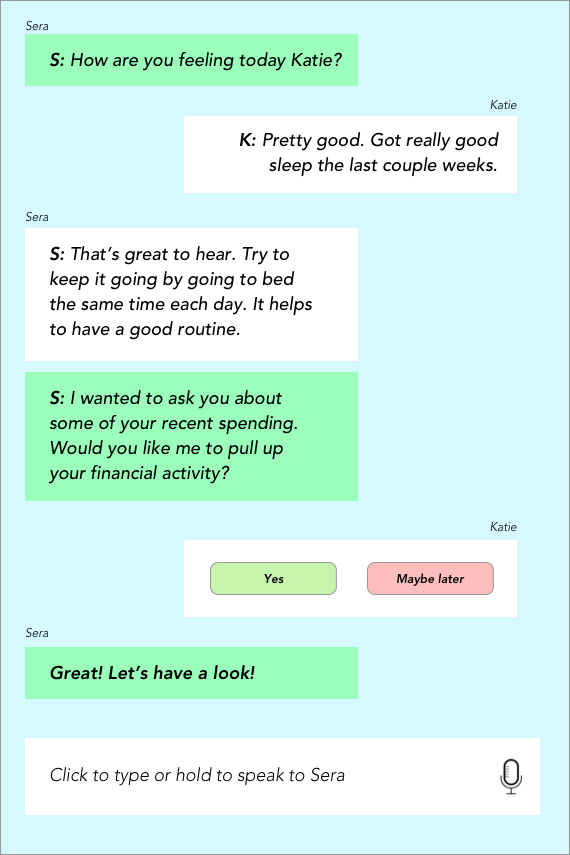 Sera
S: How are you feeling today Katie?
Katie
K: Pretty good. Got really good
sleep the last couple weeks.
Sera
S: That’s great to hear. Try to
keep it going by going to bed
the same time each day. It helps
to have a good routine.
S: I wanted to ask you about
some of your recent spending.
Would you like me to pull up
your financial activity?
Katie
Yes
Maybe later
Sera
Great! Let’s have a look!
Click to type or hold to speak to Sera